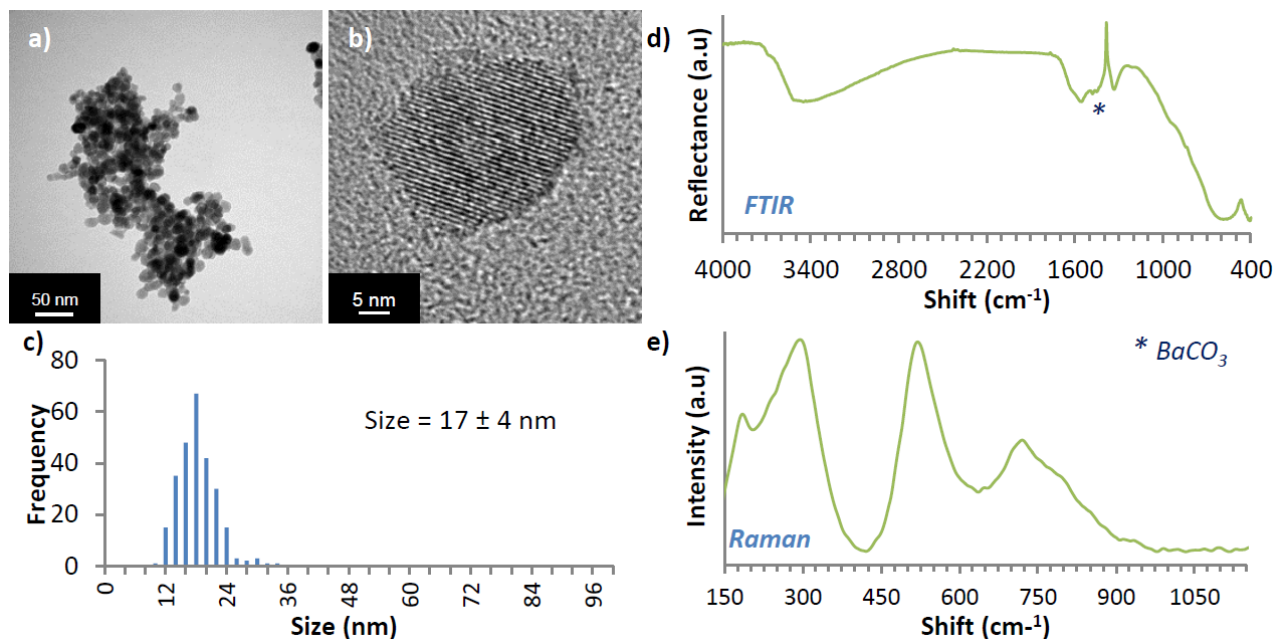 a)
50 nm
b)
5 nm
c)
80
60
40
20
0
Frequency
Size = 17 ± 4 nm
0 12 24 36 48 60 72 84 96
Size (nm)
d)
Reflectance (a.u)
*
FTIR
4000 3400 2800 2200 1600 1000 400
Shift (cm-1)
e)
* BaCO3
Intensity (a.u)
Raman
150 300 450 600 750 900 1050
Shift (cm-1)